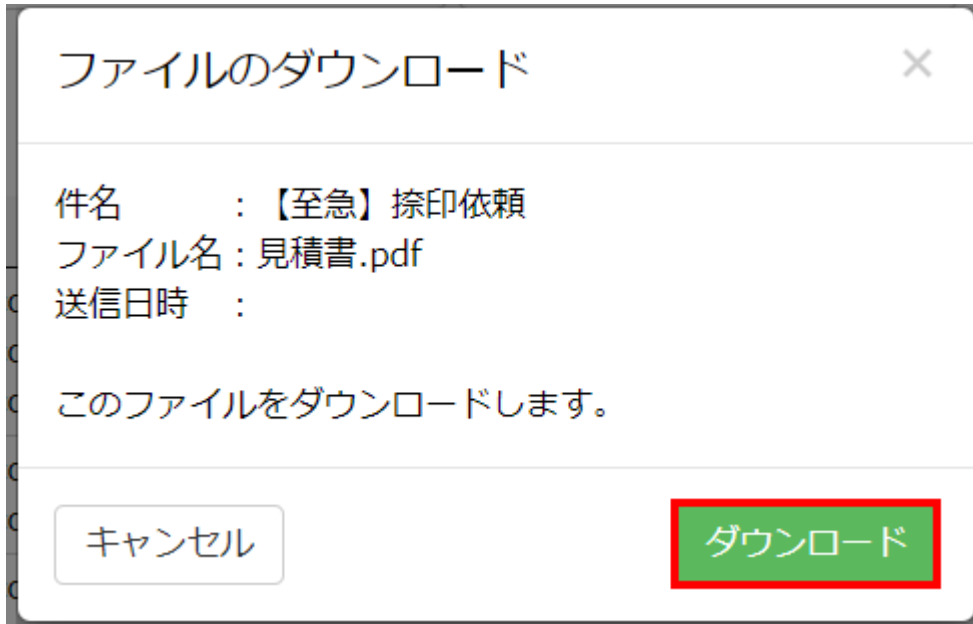 ファイルのダウンロード ×
件名 : 【至急】捺印依頼
ファイル名 : 見積書.pdf
送信日時 :
このファイルをダウンロードします。
キャンセル ダウンロード